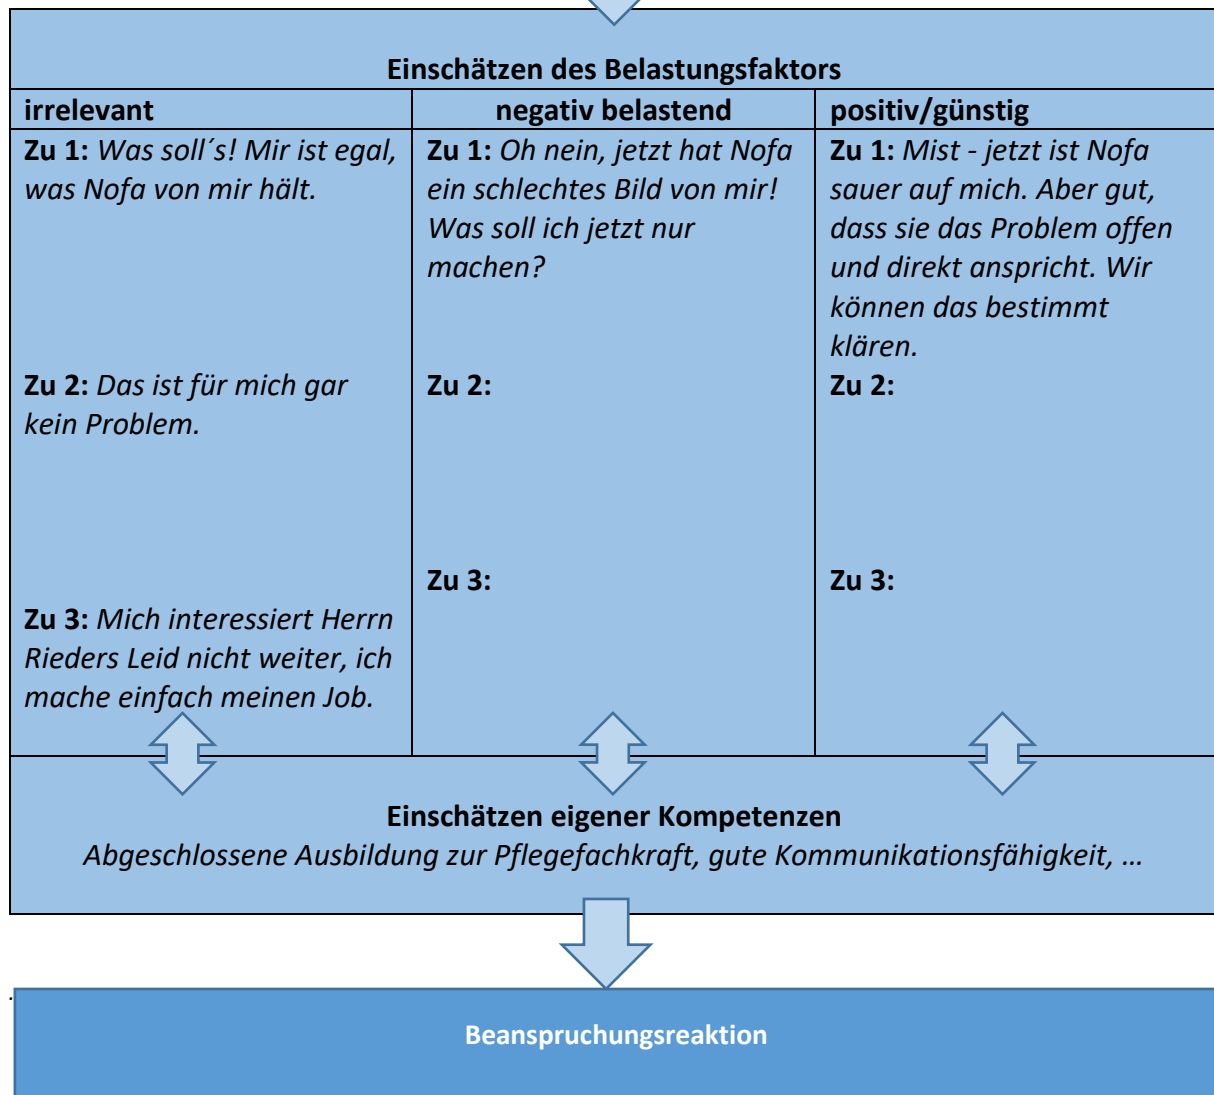 Einschätzen des Belastungsfaktors
irrelevant
negativ belastend
positiv/günstig
Zu 1: Was soll´s! Mir ist egal,
was Nofa von mir hält.
Zu 2: Das ist für mich gar
kein Problem.
Zu 3: Mich interessiert Herrn
Rieders Leid nicht weiter, ich
mache einfach meinen Job.
Zu 1: Oh nein, jetzt hat Nofa
ein schlechtes Bild von mir!
Was soll ich jetzt nur
machen?
Zu 2:
Zu 3:
Zu 1: Mist - jetzt ist Nofa
sauer auf mich. Aber gut,
dass sie das Problem offen
und direkt anspricht. Wir
können das bestimmt
klären.
Zu 2:
Zu 3:
Einschätzen eigener Kompetenzen
Abgeschlossene Ausbildung zur Pflegefachkraft, gute Kommunikationsfähigkeit, …
.
Beanspruchungsreaktion